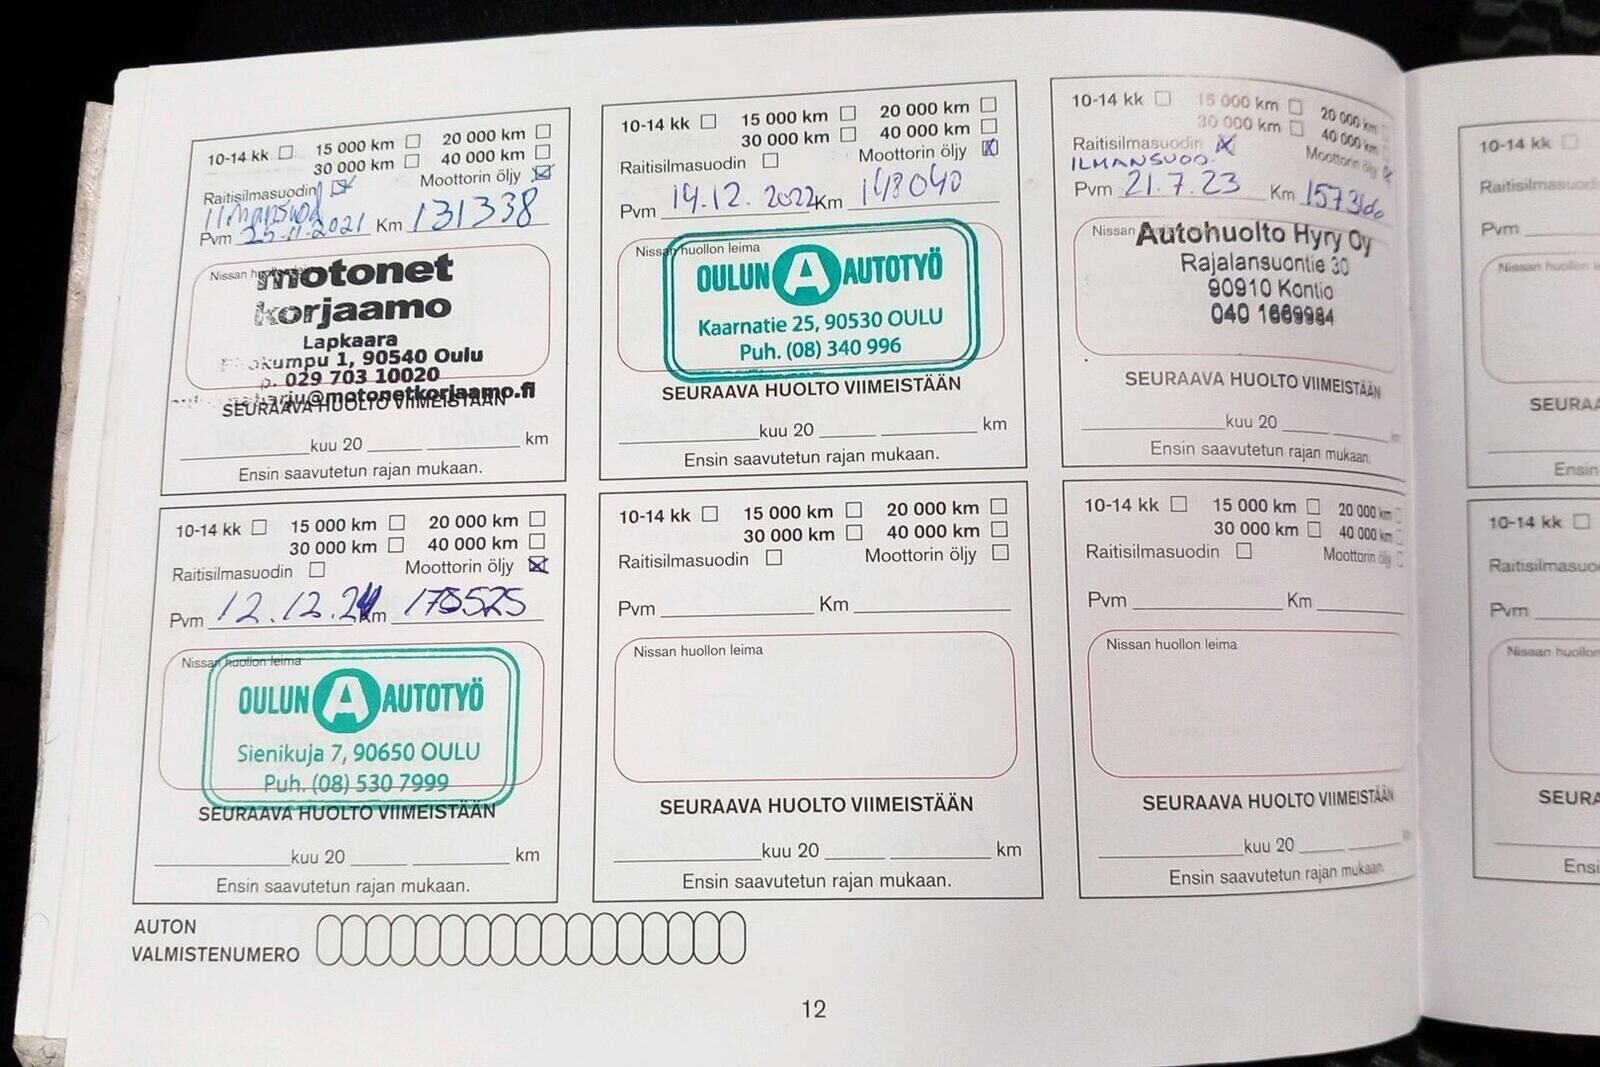 10-14 kk 15 000 km 20 000 km
30 000 km 40 000 km
Raitisilmasuodin Moottorin öljy
Ilmansuod
Pvm 25.11.2021 Km 131338
Nissan
motonet
korjaamo
Lapkaara
1, 90540 Oulu
p. 029 703 10020
@motonetkorjaamo.fi
SEURAAVA HUOLTO VIIMEISTÄÄN
kuu 20 km
Ensin saavutetun rajan mukaan.
10-14 kk 15 000 km 20 000 km
30 000 km 40 000 km
Raitisilmasuodin Moottorin öljy
Pvm 19.12.2022 Km 148040
Nissan huollon leima
OULUN A AUTOTYÖ
Kaarnatie 25, 90530 OULU
Puh. (08) 340 996
SEURAAVA HUOLTO VIIMEISTÄÄN
kuu 20 km
Ensin saavutetun rajan mukaan.
10-14 kk 15 000 km 20 000 km
30 000 km 40 000 km
Raitisilmasuodin Moottorin öljy
ILMANSUOD.
Pvm 21.7.23 Km
Nissan
Autohuolto Hyry Oy
Rajalansuontie 30
90910 Kontio
040 1669984
SEURAAVA HUOLTO VIIMEISTÄÄN
kuu 20 km
Ensin saavutetun rajan mukaan.
10-14 kk 15 000 km 20 000 km
30 000 km 40 000 km
Raitisilmasuodin Moottorin öljy
Pvm 12.12.24 Km 175525
Nissan huollon leima
OULUN A AUTOTYÖ
Sienikuja 7, 90650 OULU
Puh. (08) 530 7999
SEURAAVA HUOLTO VIIMEISTÄÄN
kuu 20 km
Ensin saavutetun rajan mukaan.
10-14 kk 15 000 km 20 000 km
30 000 km 40 000 km
Raitisilmasuodin Moottorin öljy
Pvm Km
Nissan huollon leima
SEURAAVA HUOLTO VIIMEISTÄÄN
kuu 20 km
Ensin saavutetun rajan mukaan.
10-14 kk 15 000 km 20 000 km
30 000 km 40 000 km
Raitisilmasuodin Moottorin öljy
Pvm Km
Nissan huollon leima
SEURAAVA HUOLTO VIIMEISTÄÄN
kuu 20
Ensin saavutetun rajan mukaan.
AUTON
VALMISTENUMERO
12
10-14 kk
Raitisilmasuod
Pvm
Nissan huollon
SEURAA
Ensin
10-14 kk
Raitisilmasuo
Pvm
Nissan huollon
SEURA
Ensi